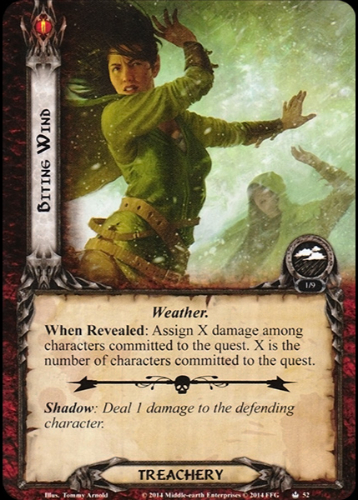 BITING WIND
1/9
Weather.
When Revealed: Assign X damage among
characters committed to the quest. X is the
number of characters committed to the quest.
Shadow: Deal 1 damage to the defending
character.
TREACHERY
Illus. Tommy Arnold
© 2014 Middle-earth Enterprises © 2014 FFG
52